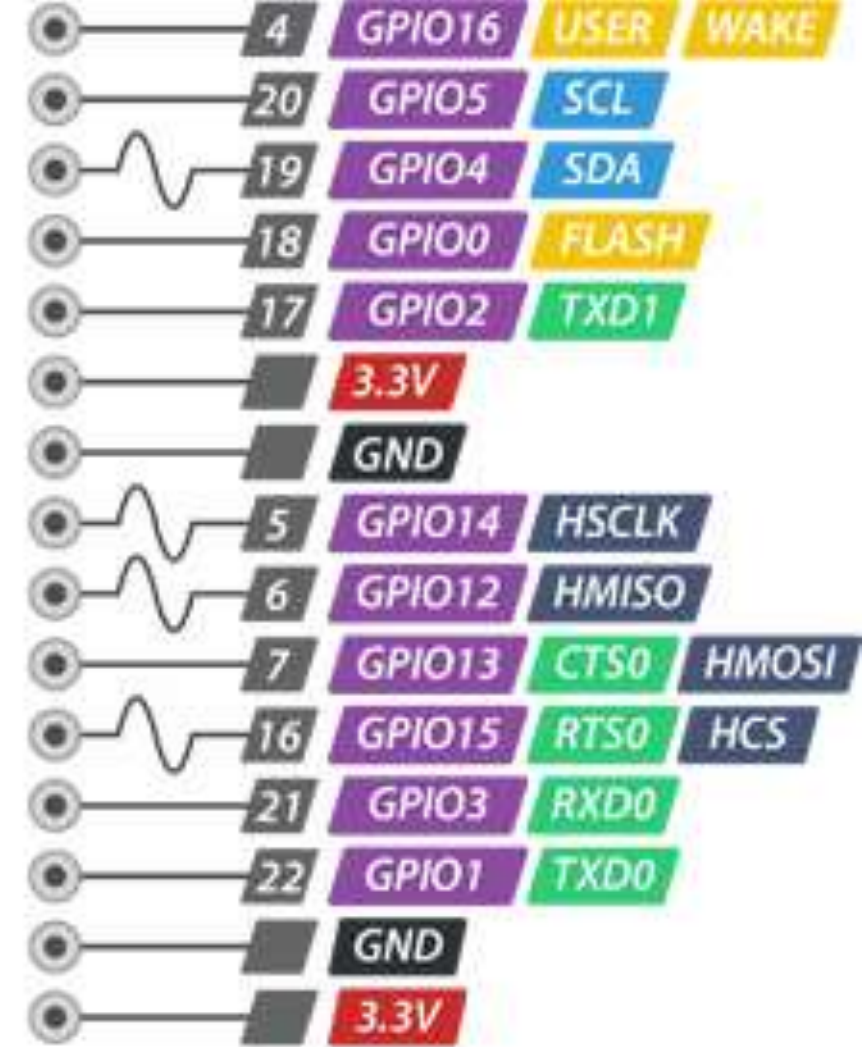 4 GPIO16 USER WAKE
20 GPIO5 SCL
19 GPIO4 SDA
18 GPIO0 FLASH
17 GPIO2 TXD1
3.3V
GND
5 GPIO14 HSCLK
6 GPIO12 HMISO
7 GPIO13 CTS0 HMOSI
16 GPIO15 RTS0 HCS
21 GPIO3 RXD0
22 GPIO1 TXD0
GND
3.3V